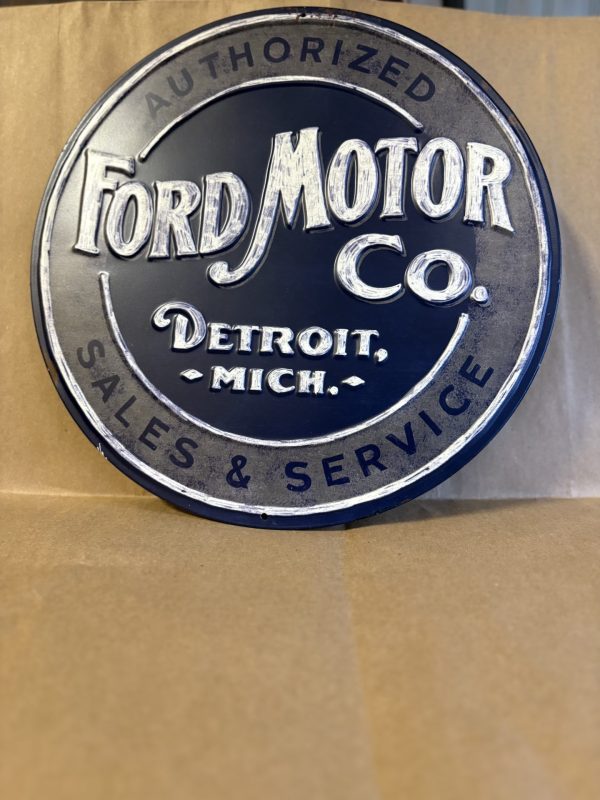 AUTHORIZED
FORD MOTOR
CO.
DETROIT,
-MICH.-
SALES & SERVICE